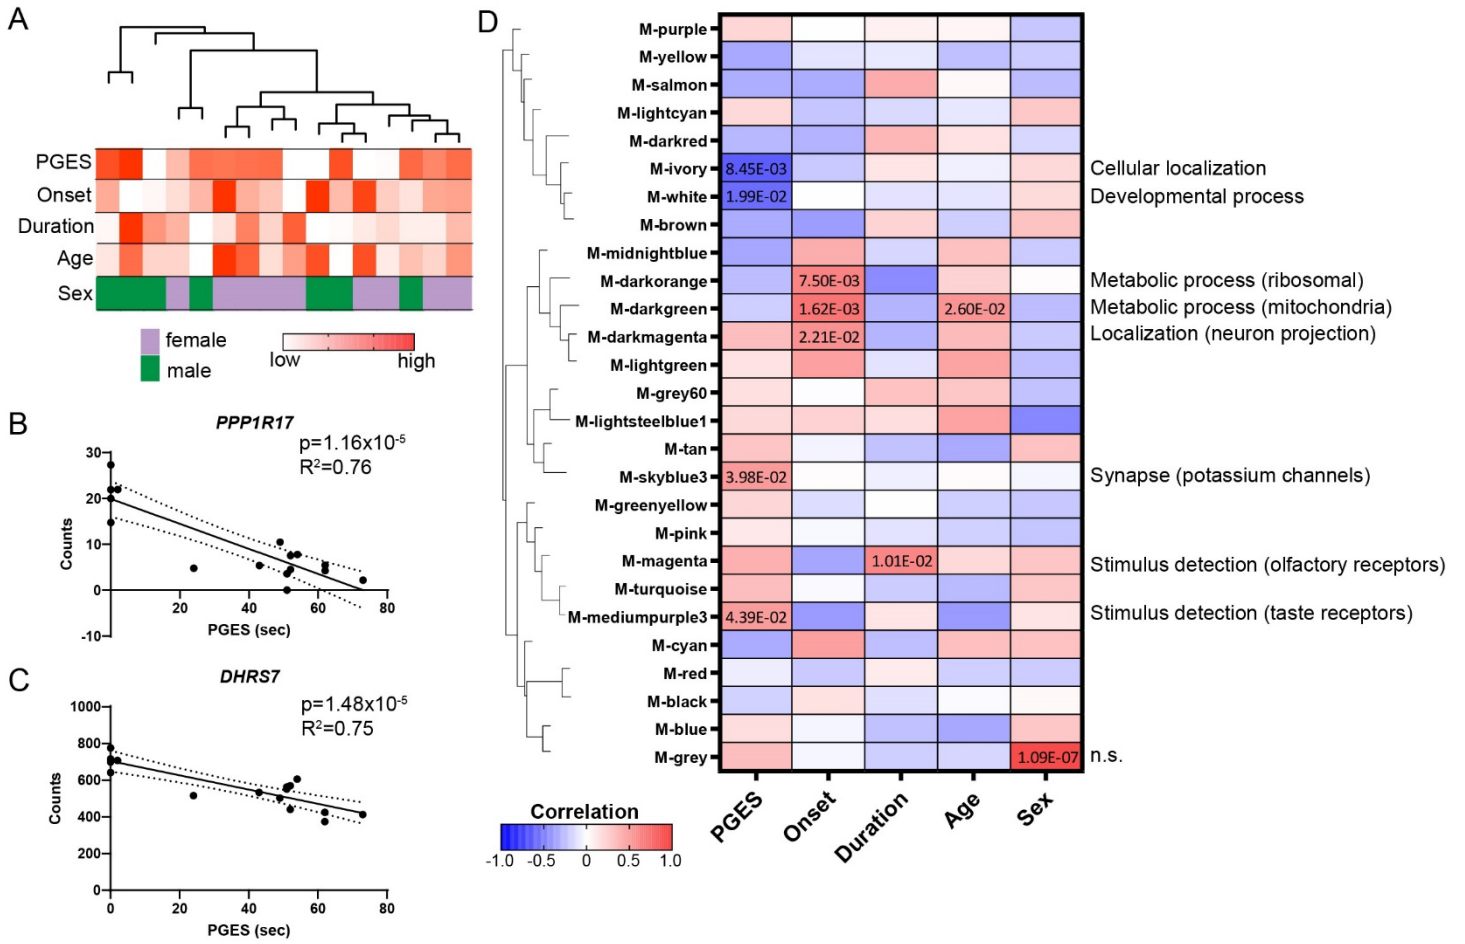 A
PGES
Onset
Duration
Age
Sex
female
male
low
high
B
PPP1R17
p=1.16x10-5
R2=0.76
30
20
10
0
-10
20
40
60
80
Counts
PGES (sec)
C
DHRS7
p=1.48x10-5
R2=0.75
1000
800
600
400
200
0
0
20
40
60
80
Counts
PGES (sec)
D
M-purple
M-yellow
M-salmon
M-lightcyan
M-darkred
M-ivory 8.45E-03 Cellular localization
M-white 1.99E-02 Developmental process
M-brown
M-midnightblue
M-darkorange 7.50E-03 Metabolic process (ribosomal)
M-darkgreen 1.62E-03 2.60E-02 Metabolic process (mitochondria)
M-darkmagenta 2.21E-02 Localization (neuron projection)
M-lightgreen
M-grey60
M-lightsteelblue1
M-tan
M-skyblue3 3.98E-02 Synapse (potassium channels)
M-greenyellow
M-pink
M-magenta 1.01E-02 Stimulus detection (olfactory receptors)
M-turquoise
M-mediumpurple3 4.39E-02 Stimulus detection (taste receptors)
M-cyan
M-red
M-black
M-blue
M-grey 1.09E-07 n.s.
PGES
Onset
Duration
Age
Sex
Correlation
-1.0 -0.5 0 0.5 1.0